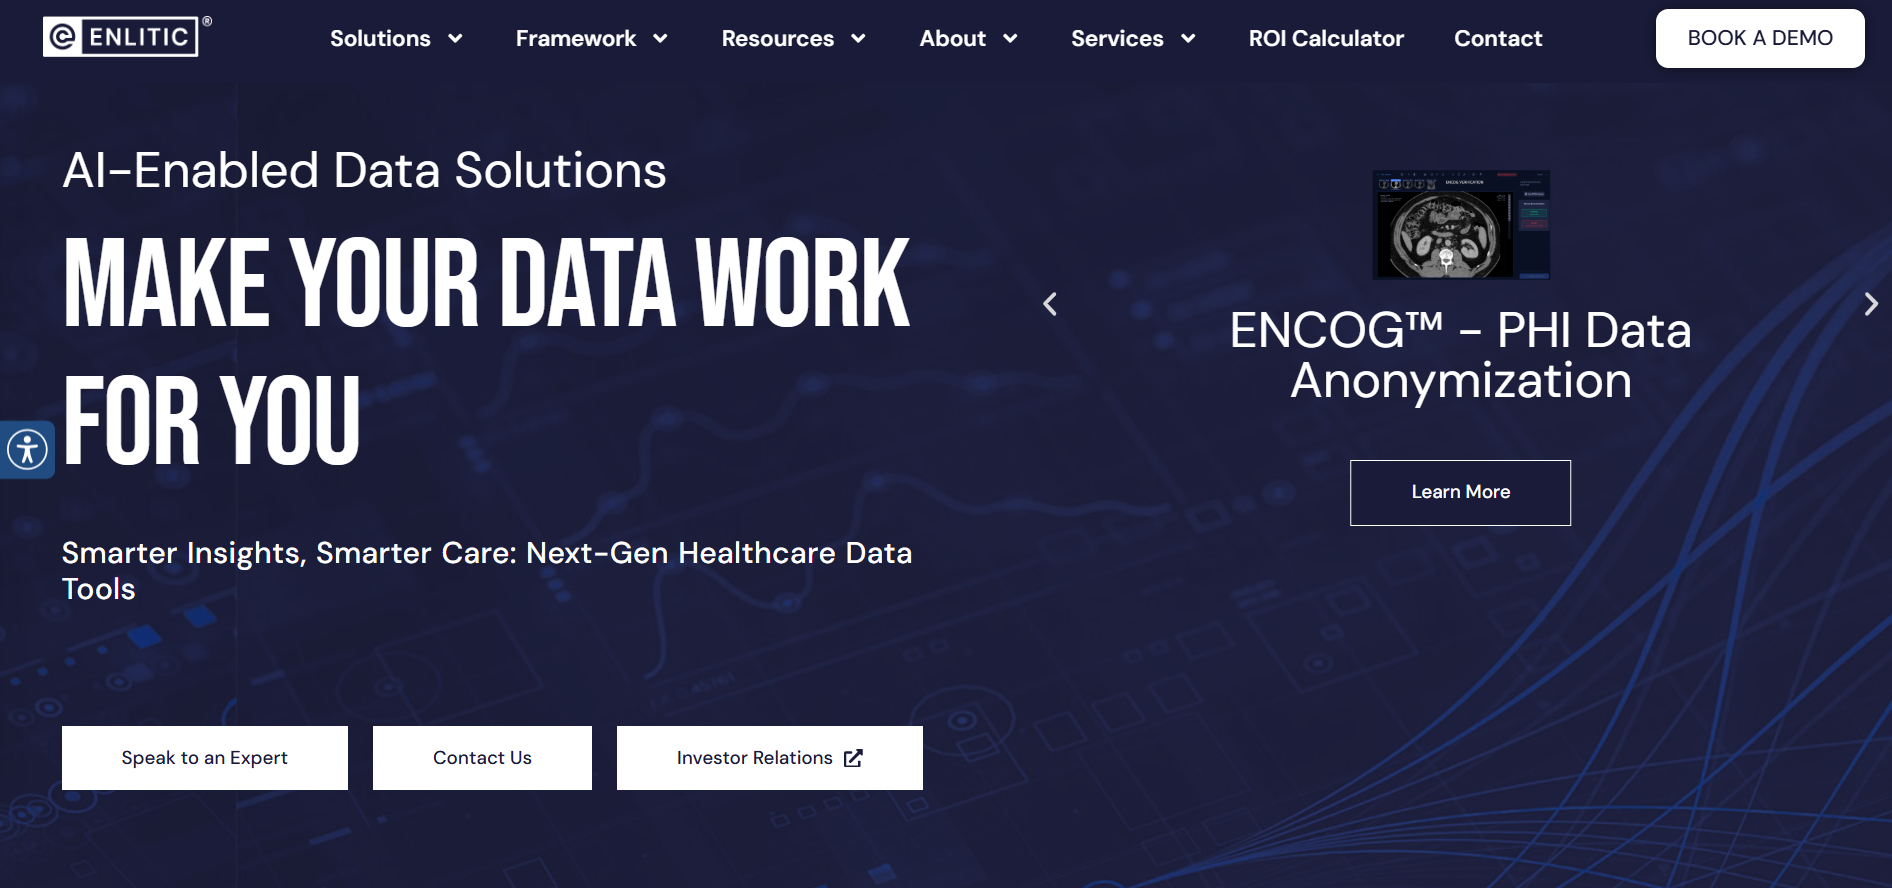 ENLITIC ®
Solutions
Framework
Resources
About
Services
ROI Calculator
Contact
BOOK A DEMO
AI-Enabled Data Solutions
MAKE YOUR DATA WORK
FOR YOU
Smarter Insights, Smarter Care: Next-Gen Healthcare Data
Tools
Speak to an Expert
Contact Us
Investor Relations
ENCOG VERIFICATION
ENCOG™ - PHI Data
Anonymization
Learn More